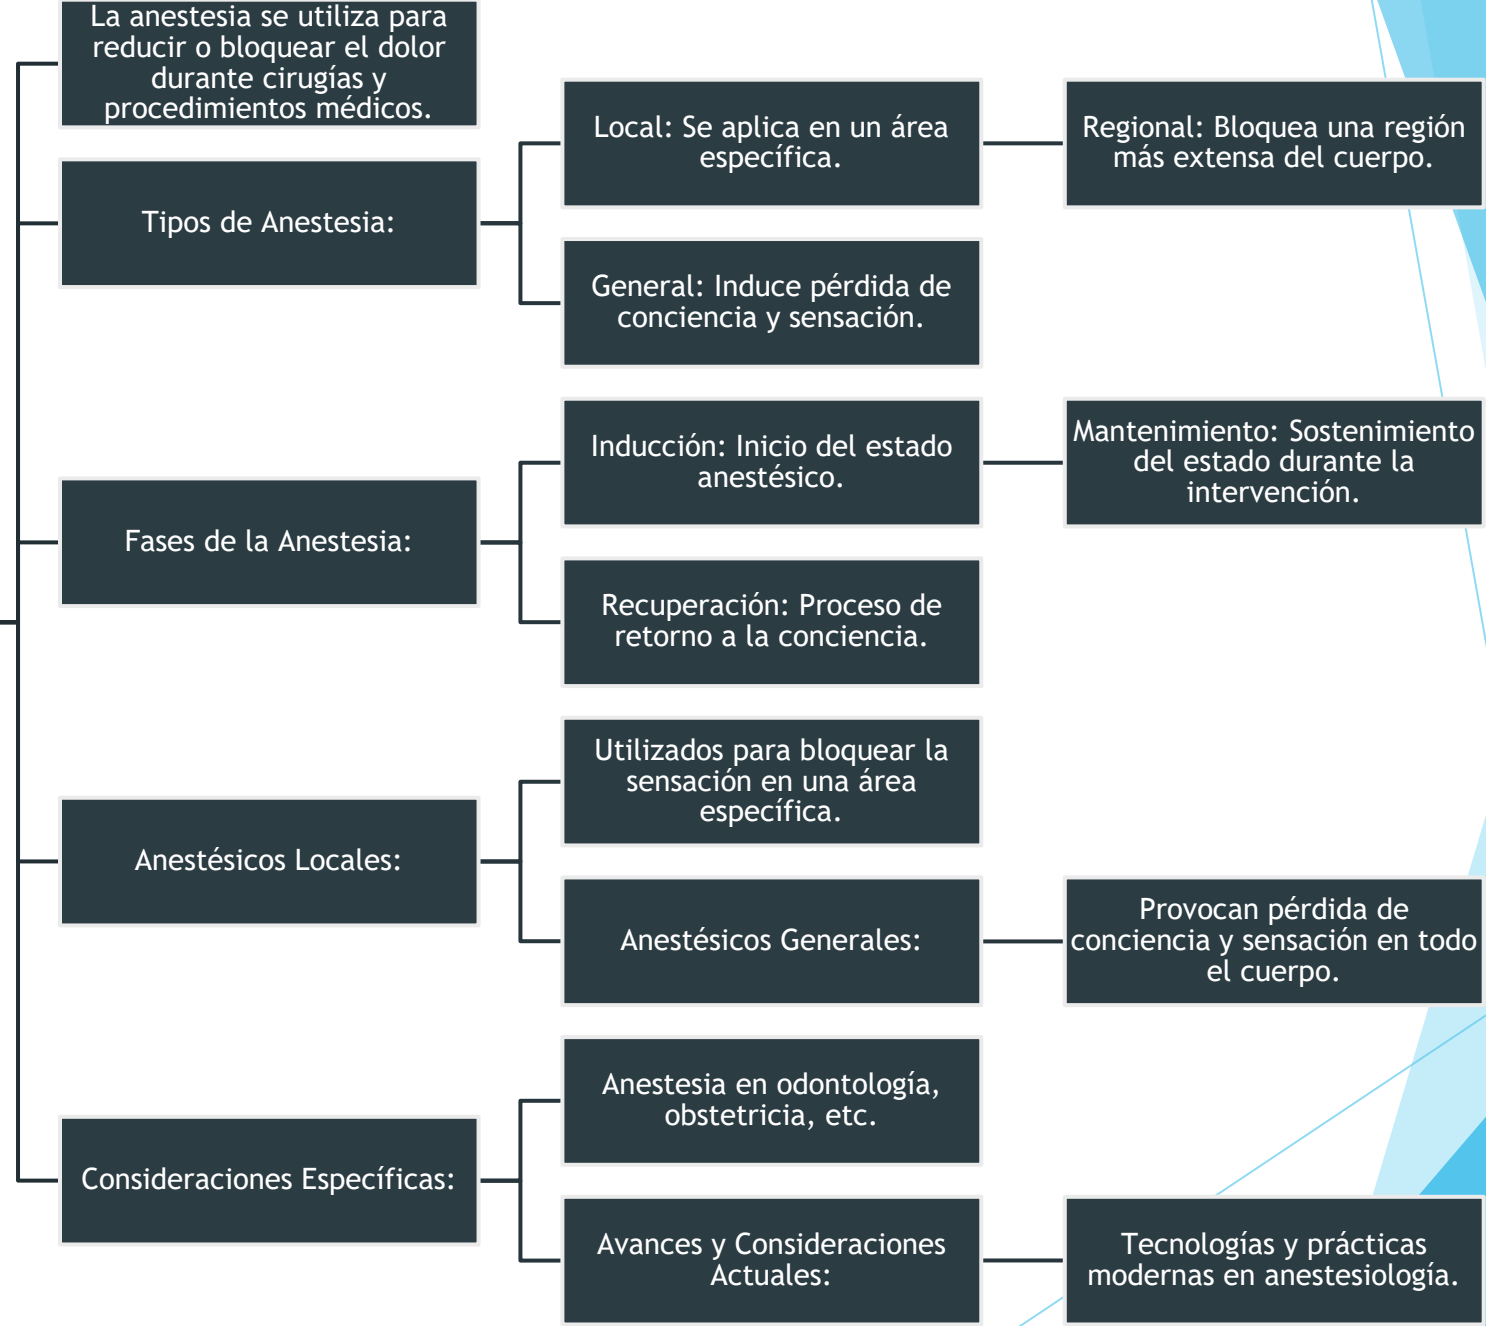 La anestesia se utiliza para
reducir o bloquear el dolor
durante cirugías y
procedimientos médicos.
Tipos de Anestesia:
Local: Se aplica en un área
específica.
Regional: Bloquea una región
más extensa del cuerpo.
General: Induce pérdida de
conciencia y sensación.
Fases de la Anestesia:
Inducción: Inicio del estado
anestésico.
Mantenimiento: Sostenimiento
del estado durante la
intervención.
Recuperación: Proceso de
retorno a la conciencia.
Anestésicos Locales:
Utilizados para bloquear la
sensación en una área
específica.
Anestésicos Generales:
Provocan pérdida de
conciencia y sensación en todo
el cuerpo.
Consideraciones Específicas:
Anestesia en odontología,
obstetricia, etc.
Avances y Consideraciones
Actuales:
Tecnologías y prácticas
modernas en anestesiología.